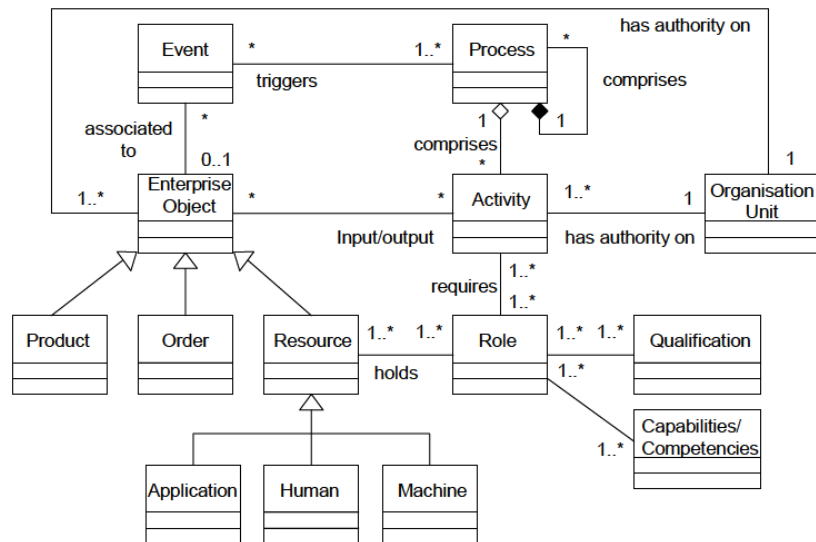 has authority on
Event
*
1..*
Process
*
triggers
comprises
associated
to
*
1
1
comprises
0..1
*
1
1..*
Enterprise
Object
*
*
Activity
1..*
1
Organisation
Unit
Input/output
has authority on
1..*
requires
1..*
Product
Order
Resource
1..*
1..*
Role
1..*
1..*
Qualification
holds
1..*
Capabilities/
Competencies
1..*
Application
Human
Machine